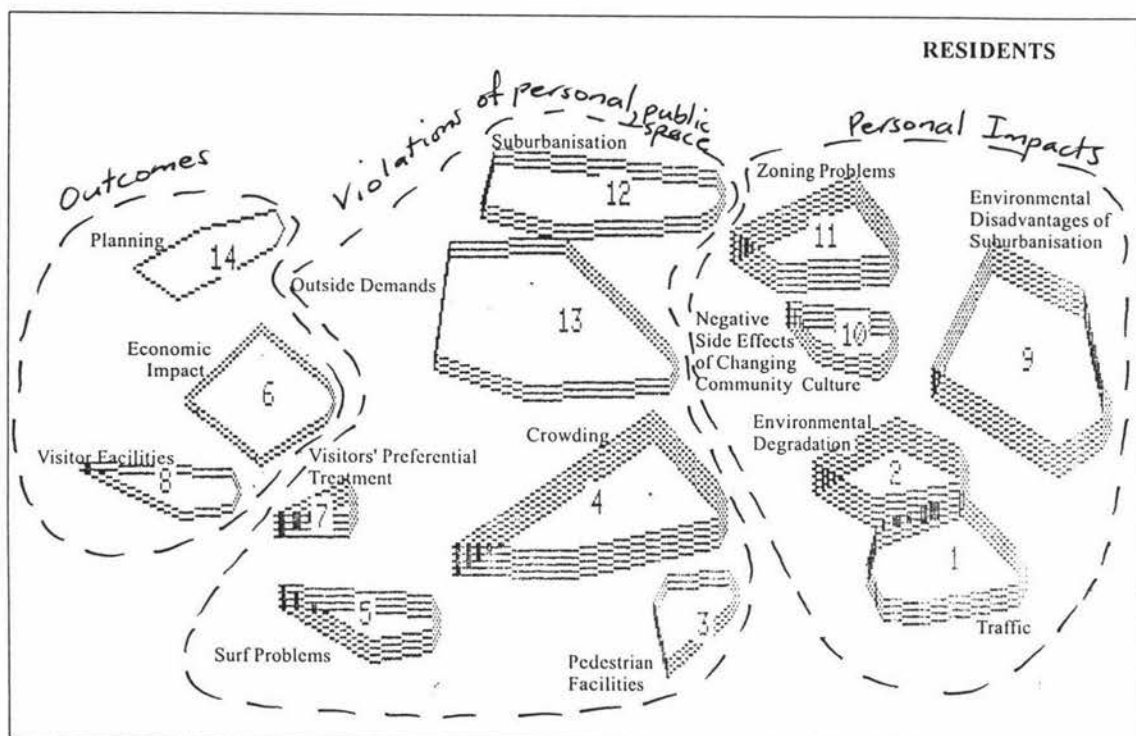 RESIDENTS
Outcomes
Violations of personal, public
space
Personal Impacts
Planning
14
Economic
Impact
6
Visitor Facilities
8
Suburbanisation
12
Outside Demands
13
Visitors' Preferential
Treatment
7
Crowding
4
Surf Problems
5
Pedestrian
Facilities
3
Zoning Problems
11
Negative
Side Effects
of Changing
Community Culture
10
Environmental
Disadvantages of
Suburbanisation
9
Environmental
Degradation
2
1
Traffic